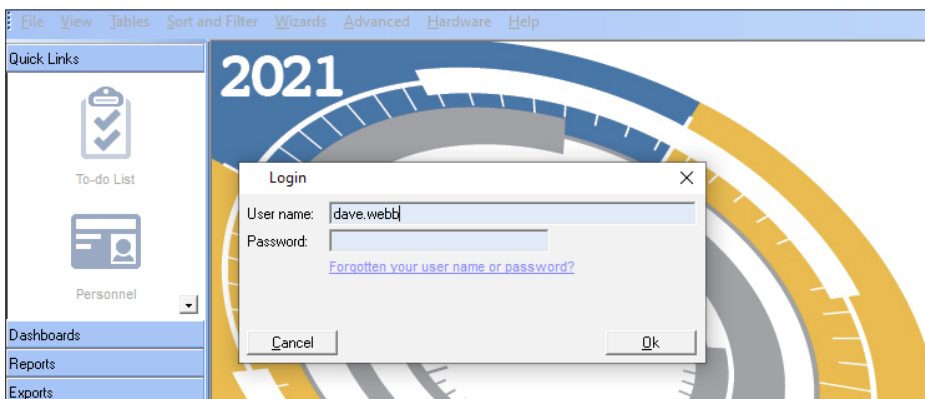 File View Tables Sort and Filter Wizards Advanced Hardware Help
Quick Links
2021
To-do List
Personnel
Dashboards
Reports
Exports
Login
User name: dave.webb
Password:
Forgotten your user name or password?
Cancel Ok